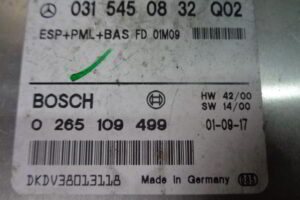 031 545 08 32 Q02
ESP+PML+BAS FD 01M09
BOSCH
HW 42/00
SW 14/00
0 265 109 499
01-09-17
DKDV38013118
Made in Germany